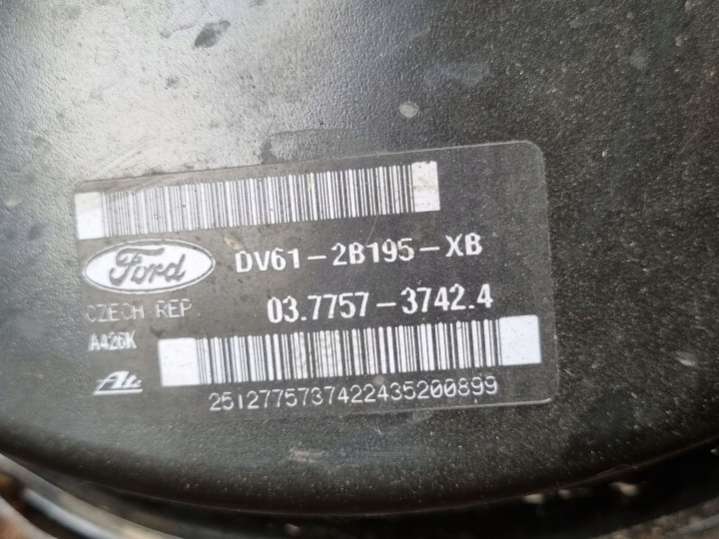 Ford
DV61-2B195-XB
CZECH REP
03.7757-3742.4
A426K
Ate
25127757374224352008​99